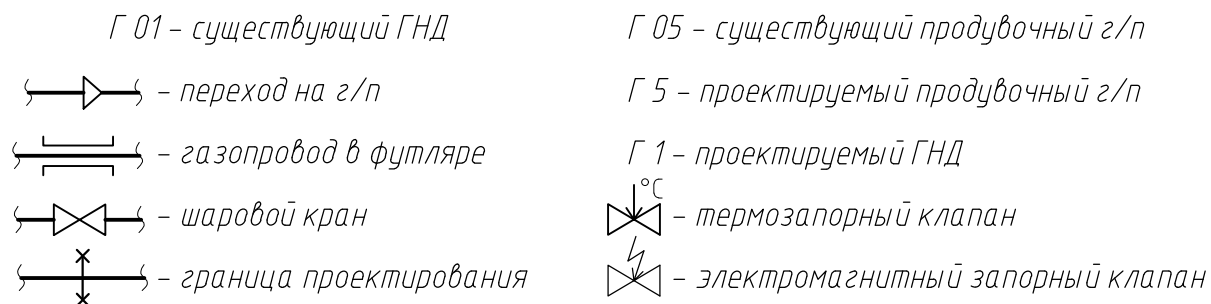 Г 01 – существующий ГНД
– переход на г/п
– газопровод в футляре
– шаровой кран
– граница проектирования
Г 05 – существующий продувочный г/п
Г 5 – проектируемый продувочный г/п
Г 1 – проектируемый ГНД
°С
– термозапорный клапан
– электромагнитный запорный клапан